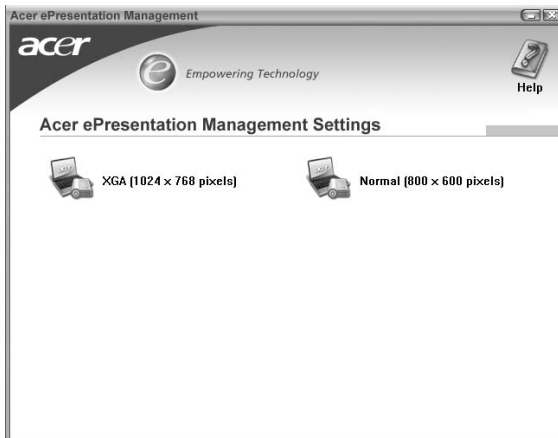 Acer ePresentation Management
acer
e Empowering Technology
Help
Acer ePresentation Management Settings
XGA (1024 x 768 pixels)
Normal (800 x 600 pixels)